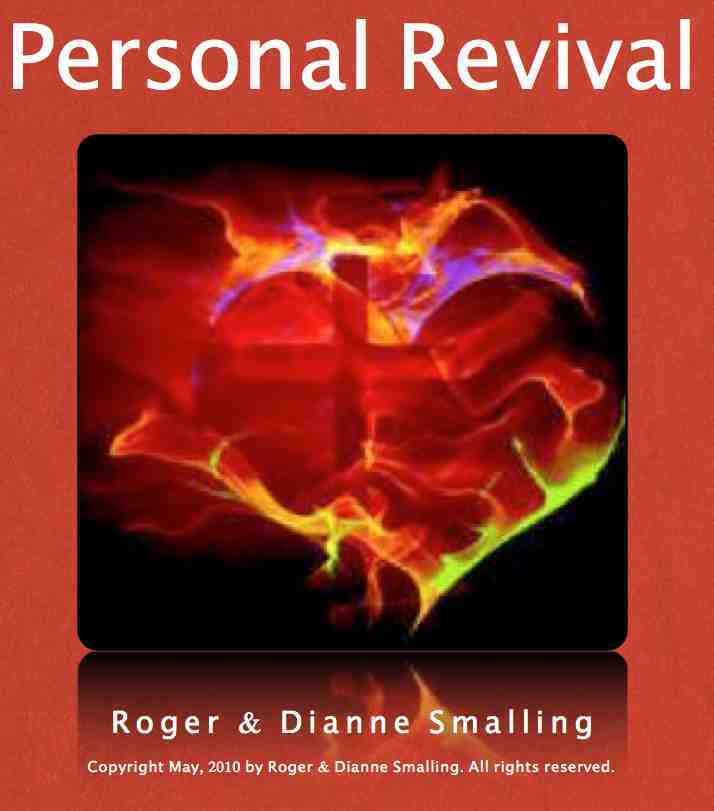 Personal Revival
Roger & Dianne Smalling
Copyright May, 2010 by Roger & Dianne Smalling. All rights reserved.